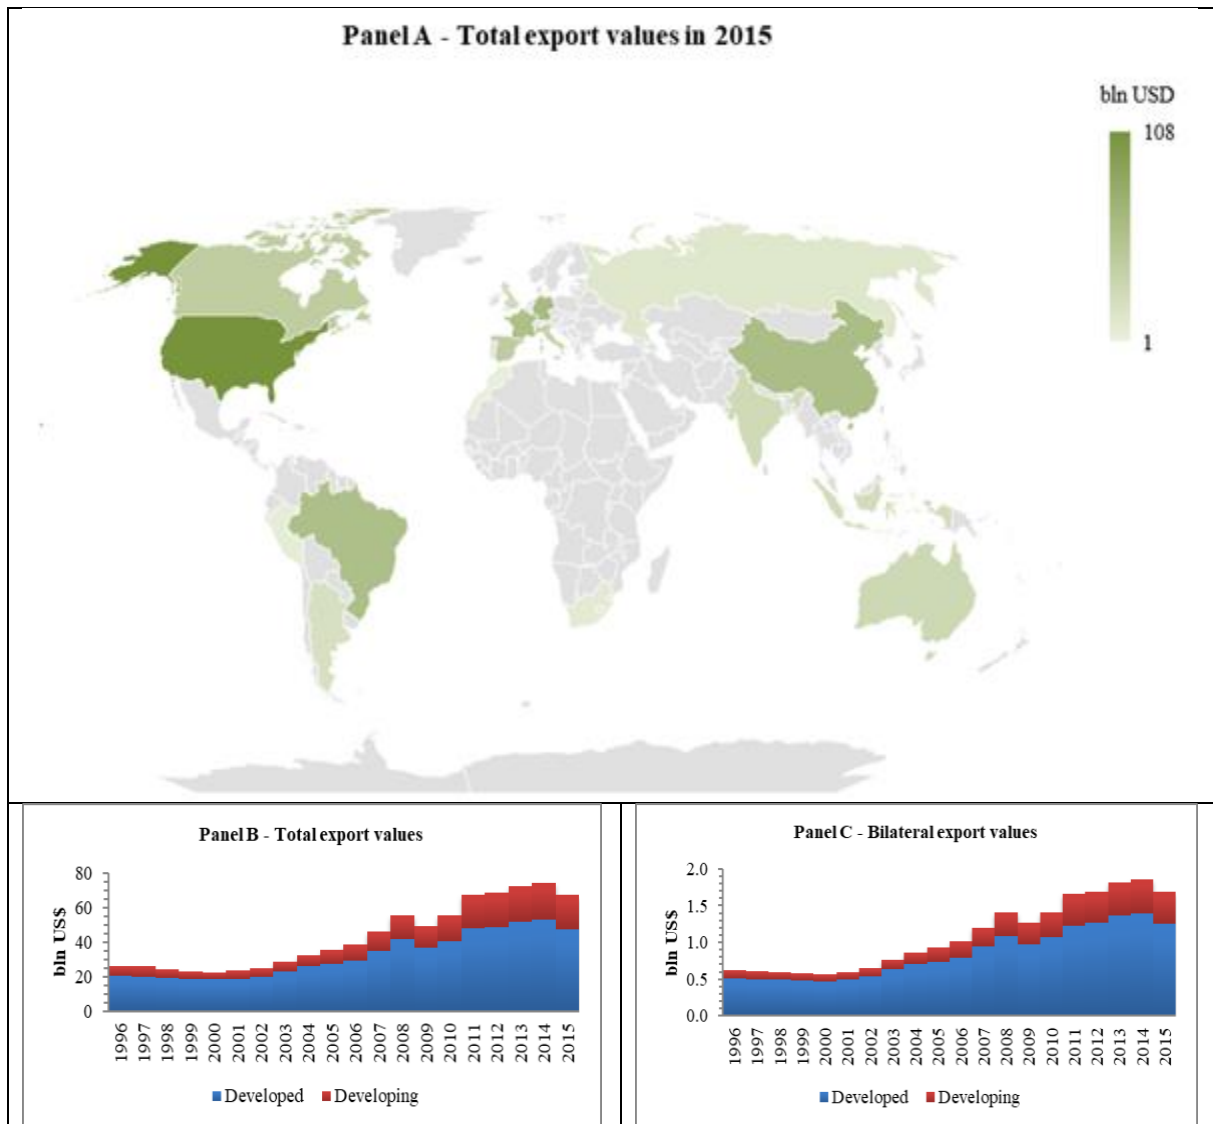 Panel A - Total export values in 2015
bln USD
108
1
Panel B - Total export values
80
60
40
20
0
bln US$
1996 1997 1998 1999 2000 2001 2002 2003 2004 2005 2006 2007 2008 2009 2010 2011 2012 2013 2014 2015
Developed Developing
Panel C - Bilateral export values
2.0
1.5
1.0
0.5
0.0
bln US$
1996 1997 1998 1999 2000 2001 2002 2003 2004 2005 2006 2007 2008 2009 2010 2011 2012 2013 2014 2015
Developed Developing